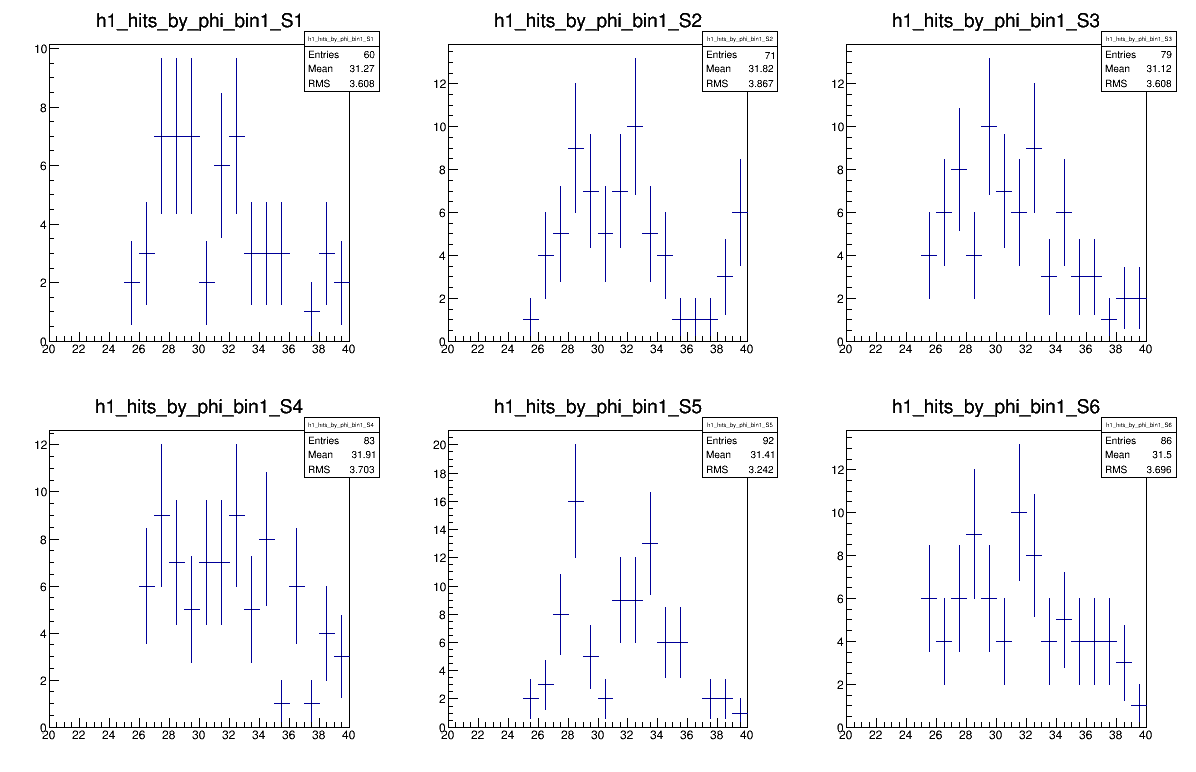 h1_hits_by_phi_bin1_S1
h1_hits_by_phi_bin1_S1
Entries 60
Mean 31.27
RMS 3.608
10
8
6
4
2
0
20 22 24 26 28 30 32 34 36 38 40
h1_hits_by_phi_bin1_S2
h1_hits_by_phi_bin1_S2
Entries 71
Mean 31.82
RMS 3.867
12
10
8
6
4
2
0
20 22 24 26 28 30 32 34 36 38 40
h1_hits_by_phi_bin1_S3
h1_hits_by_phi_bin1_S3
Entries 79
Mean 31.12
RMS 3.608
12
10
8
6
4
2
0
20 22 24 26 28 30 32 34 36 38 40
h1_hits_by_phi_bin1_S4
h1_hits_by_phi_bin1_S4
Entries 83
Mean 31.91
RMS 3.703
12
10
8
6
4
2
0
20 22 24 26 28 30 32 34 36 38 40
h1_hits_by_phi_bin1_S5
h1_hits_by_phi_bin1_S5
Entries 92
Mean 31.41
RMS 3.242
20
18
16
14
12
10
8
6
4
2
0
20 22 24 26 28 30 32 34 36 38 40
h1_hits_by_phi_bin1_S6
h1_hits_by_phi_bin1_S6
Entries 86
Mean 31.5
RMS 3.696
12
10
8
6
4
2
0
20 22 24 26 28 30 32 34 36 38 40